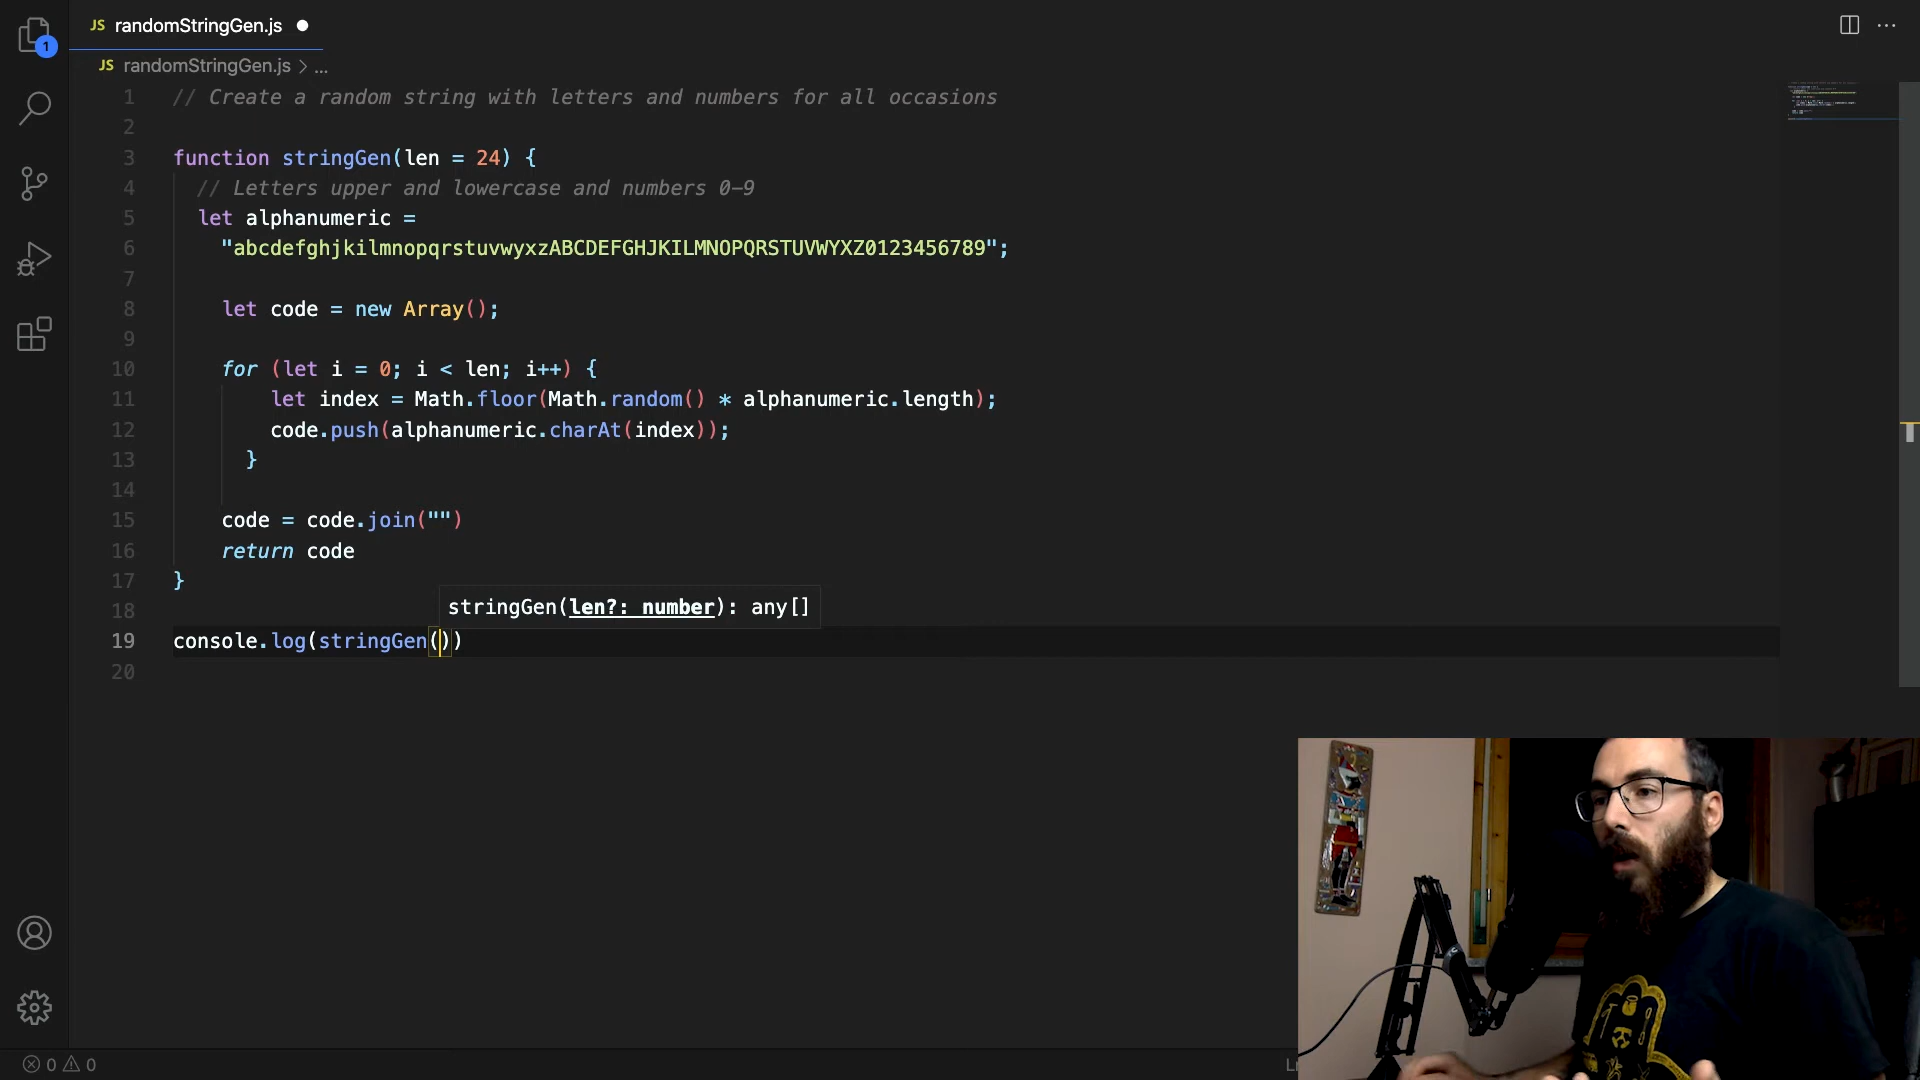 JS randomStringGen.js
JS randomStringGen.js > ...
1
1 // Create a random string with letters and numbers for all occasions
2
3 function stringGen(len = 24) {
4 // Letters upper and lowercase and numbers 0-9
5 let alphanumeric =
6 "abcdefghjkilmnopqrstuvwyxzABCDEFGHJKILMNOPQRSTUVWYXZ0123456789";
7
8 let code = new Array();
9
10 for (let i = 0; i < len; i++) {
11 let index = Math.floor(Math.random() * alphanumeric.length);
12 code.push(alphanumeric.charAt(index));
13 }
14
15 code = code.join("")
16 return code
17 }
stringGen(len?: number): any[]
18
19 console.log(stringGen())
20
0 0